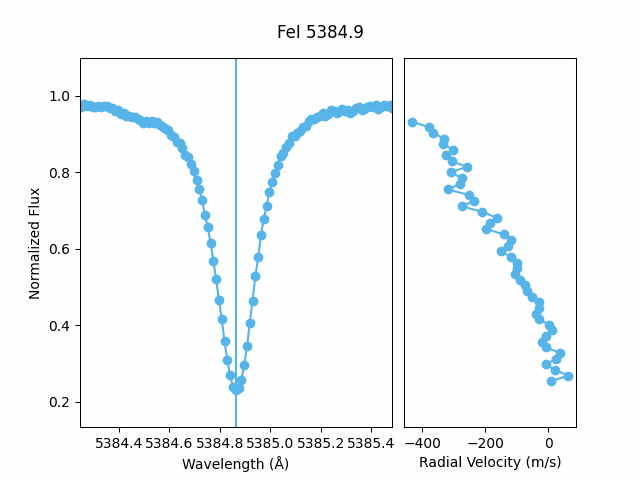 FeI 5384.9
Normalized Flux
1.0
0.8
0.6
0.4
0.2
5384.4 5384.6 5384.8 5385.0 5385.2 5385.4
Wavelength (Å)
−400 −200 0
Radial Velocity (m/s)